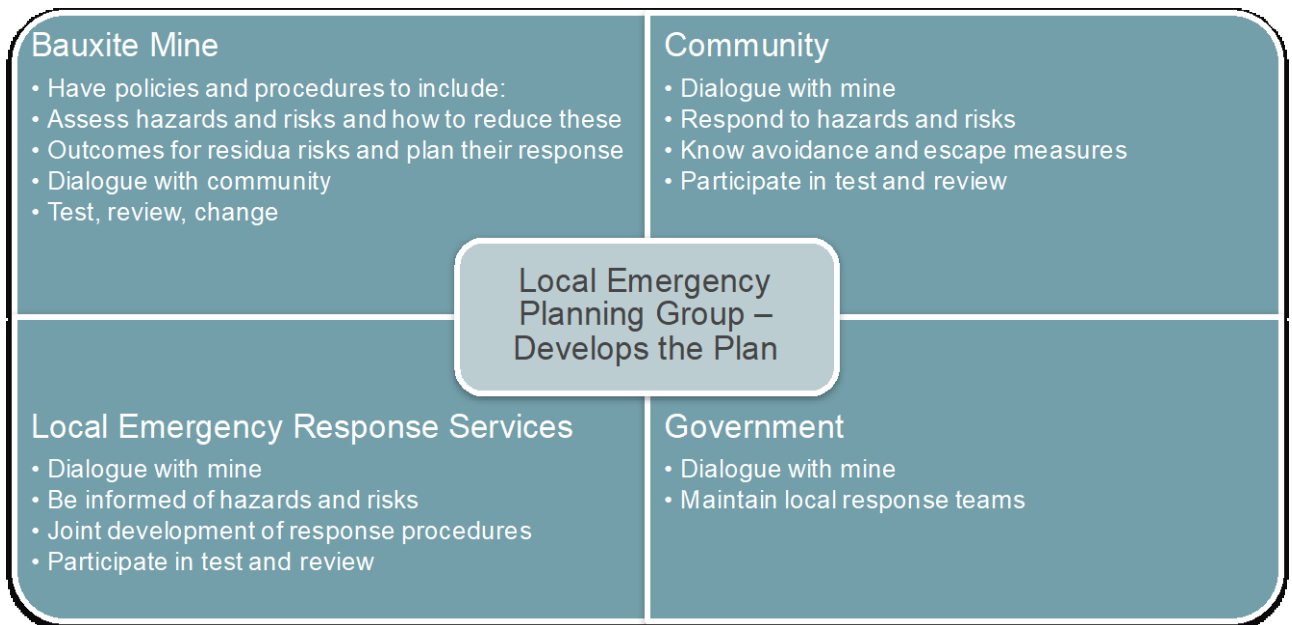 Bauxite Mine
• Have policies and procedures to include:
• Assess hazards and risks and how to reduce these
• Outcomes for residua risks and plan their response
• Dialogue with community
• Test, review, change
Community
• Dialogue with mine
• Respond to hazards and risks
• Know avoidance and escape measures
• Participate in test and review
Local Emergency
Planning Group –
Develops the Plan
Local Emergency Response Services
• Dialogue with mine
• Be informed of hazards and risks
• Joint development of response procedures
• Participate in test and review
Government
• Dialogue with mine
• Maintain local response teams